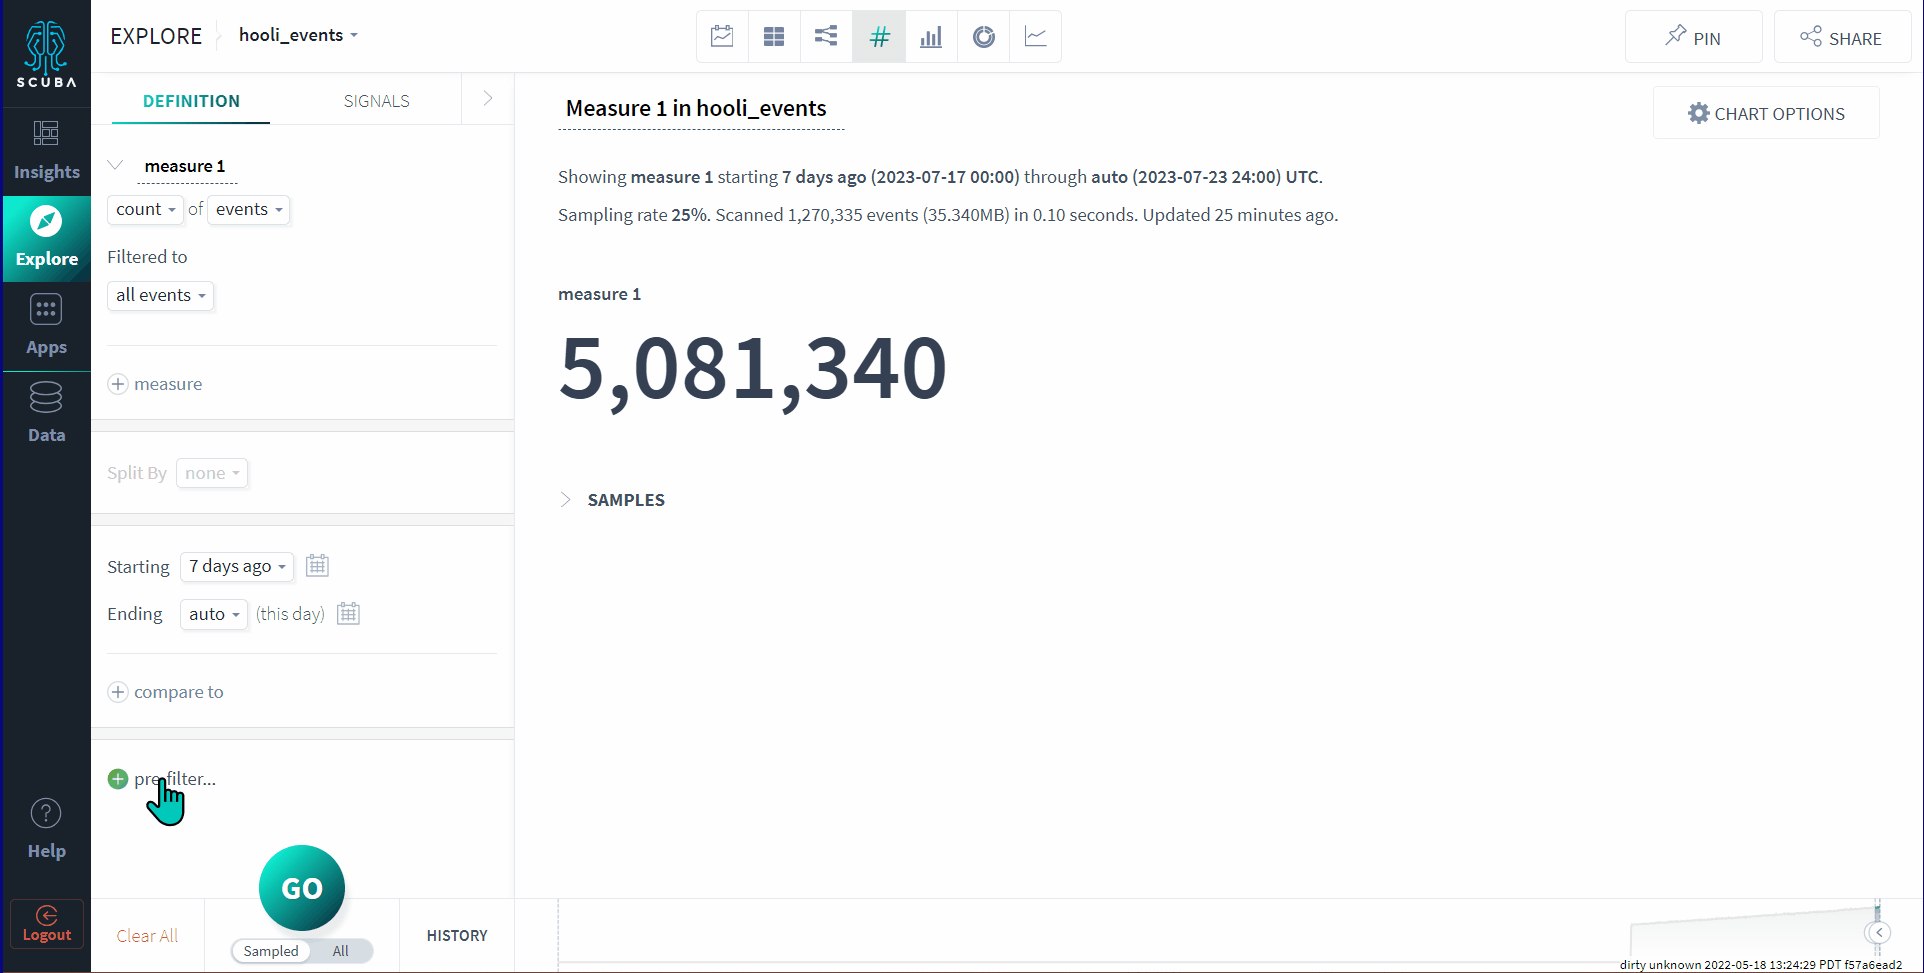 SCUBA
Insights
Explore
Apps
Data
Help
Logout
EXPLORE
hooli_events
PIN
SHARE
DEFINITION
SIGNALS
measure 1
count of events
Filtered to
all events
measure
Split By none
Starting 7 days ago
Ending auto (this day)
compare to
pre-filter...
GO
Clear All
Sampled All
HISTORY
Measure 1 in hooli_events
CHART OPTIONS
Showing measure 1 starting 7 days ago (2023-07-17 00:00) through auto (2023-07-23 24:00) UTC.
Sampling rate 25%. Scanned 1,270,335 events (35.340MB) in 0.10 seconds. Updated 25 minutes ago.
measure 1
5,081,340
SAMPLES
dirty unknown 2022-05-18 13:24:29 PDT f57a6ead2